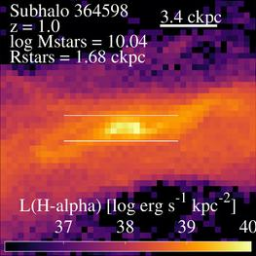 Subhalo 364598
z = 1.0
log Mstars = 10.04
Rstars = 1.68 ckpc
3.4 ckpc
L(H-alpha) [log erg s⁻¹ kpc⁻²]
37 38 39 40